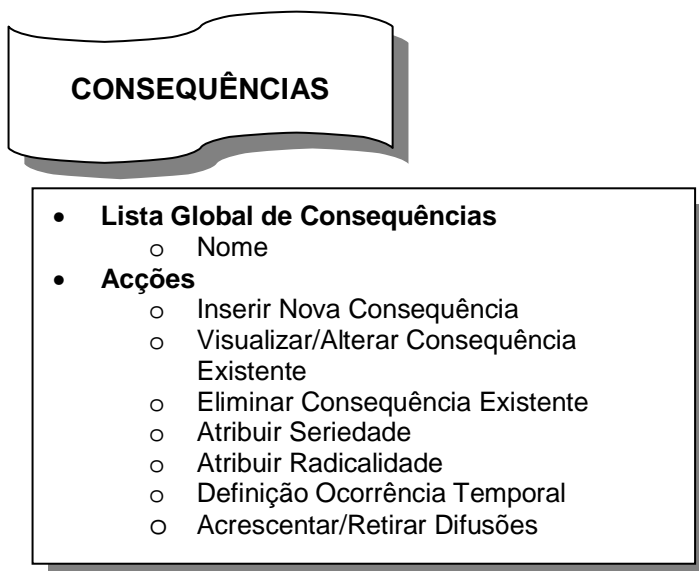 CONSEQUÊNCIAS
• Lista Global de Consequências
o Nome
• Acções
o Inserir Nova Consequência
o Visualizar/Alterar Consequência
Existente
o Eliminar Consequência Existente
o Atribuir Seriedade
o Atribuir Radicalidade
o Definição Ocorrência Temporal
o Acrescentar/Retirar Difusões